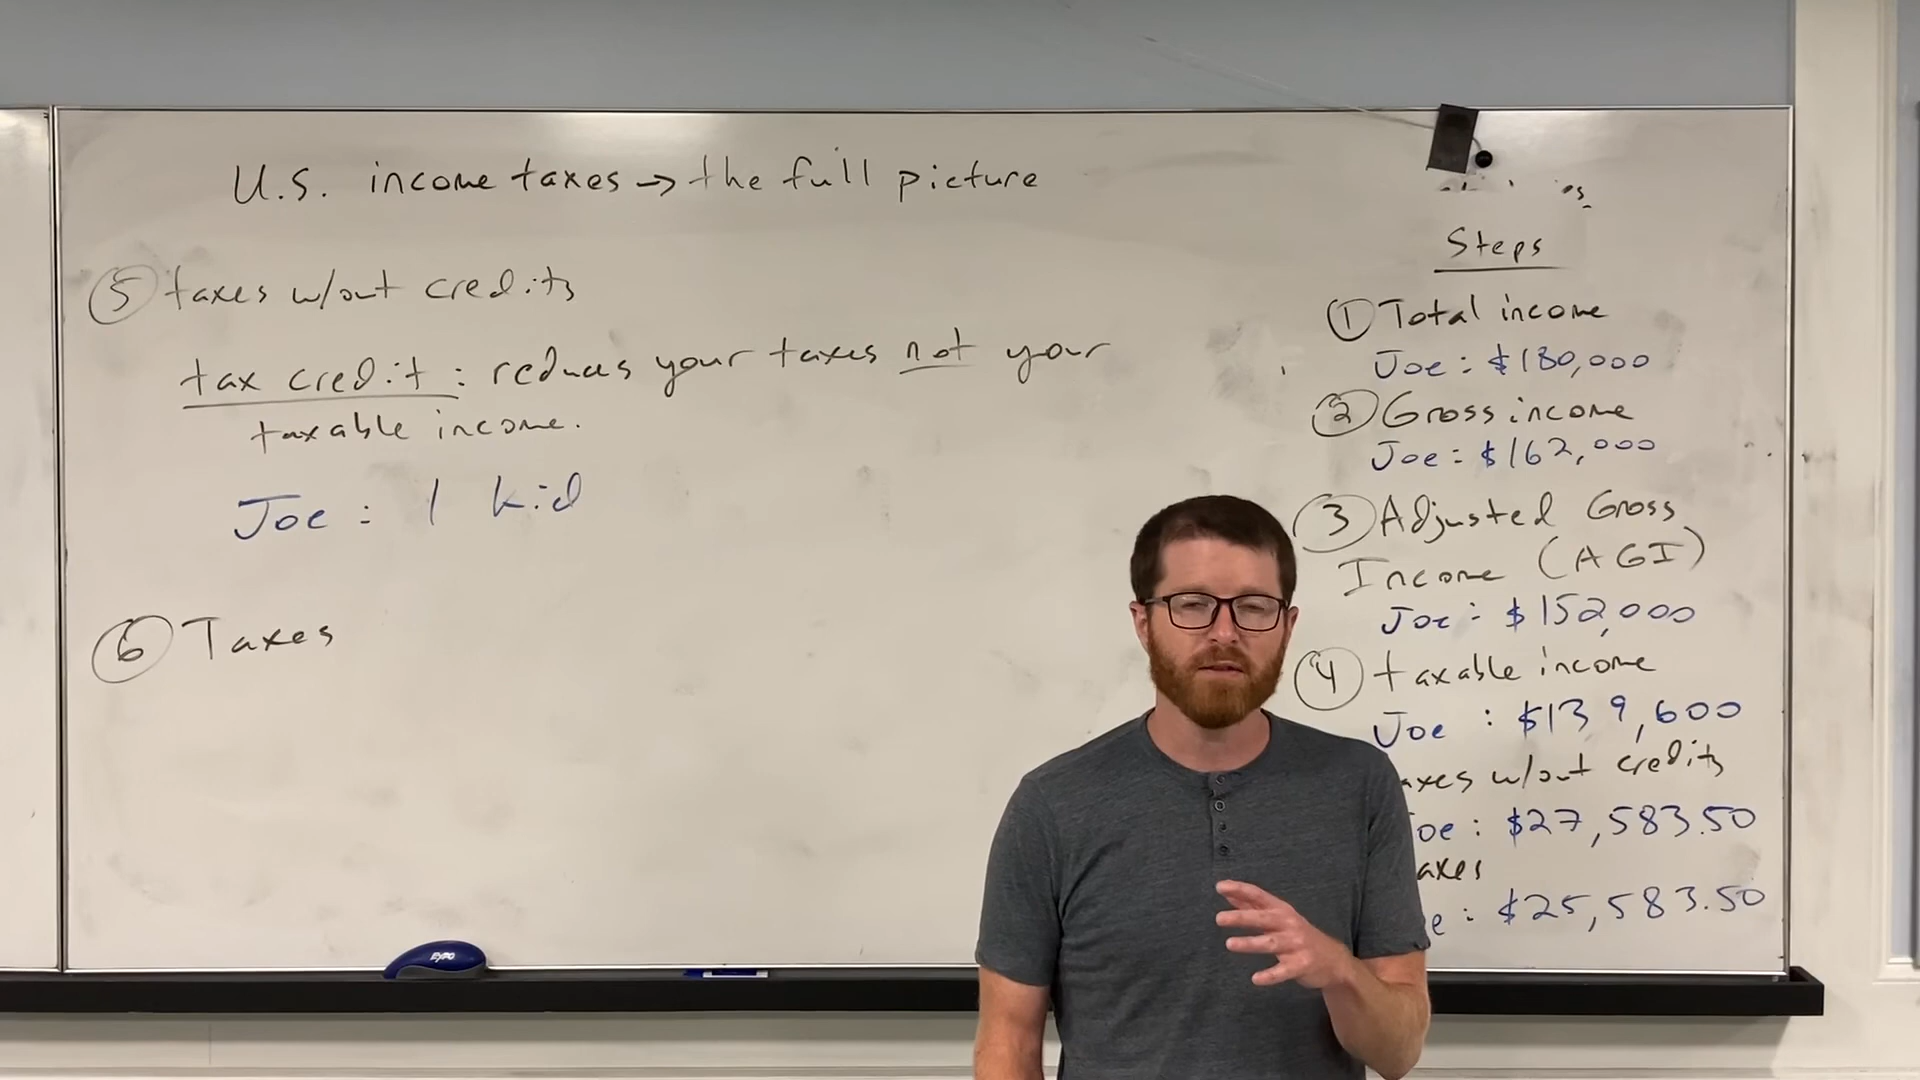 U.S. income taxes → the full picture
⑤ taxes w/out credits
tax credit : reduces your taxes not your
taxable income.
Joe : 1 kid
⑥ Taxes
EXPO
Steps
① Total income
Joe : $180,000
② Gross income
Joe : $162,000
③ Adjusted Gross
Income (AGI)
Joe : $152,000
④ taxable income
Joe : $139,600
axes w/out credits
oe : $27,583.50
axes
e : $25,583.50